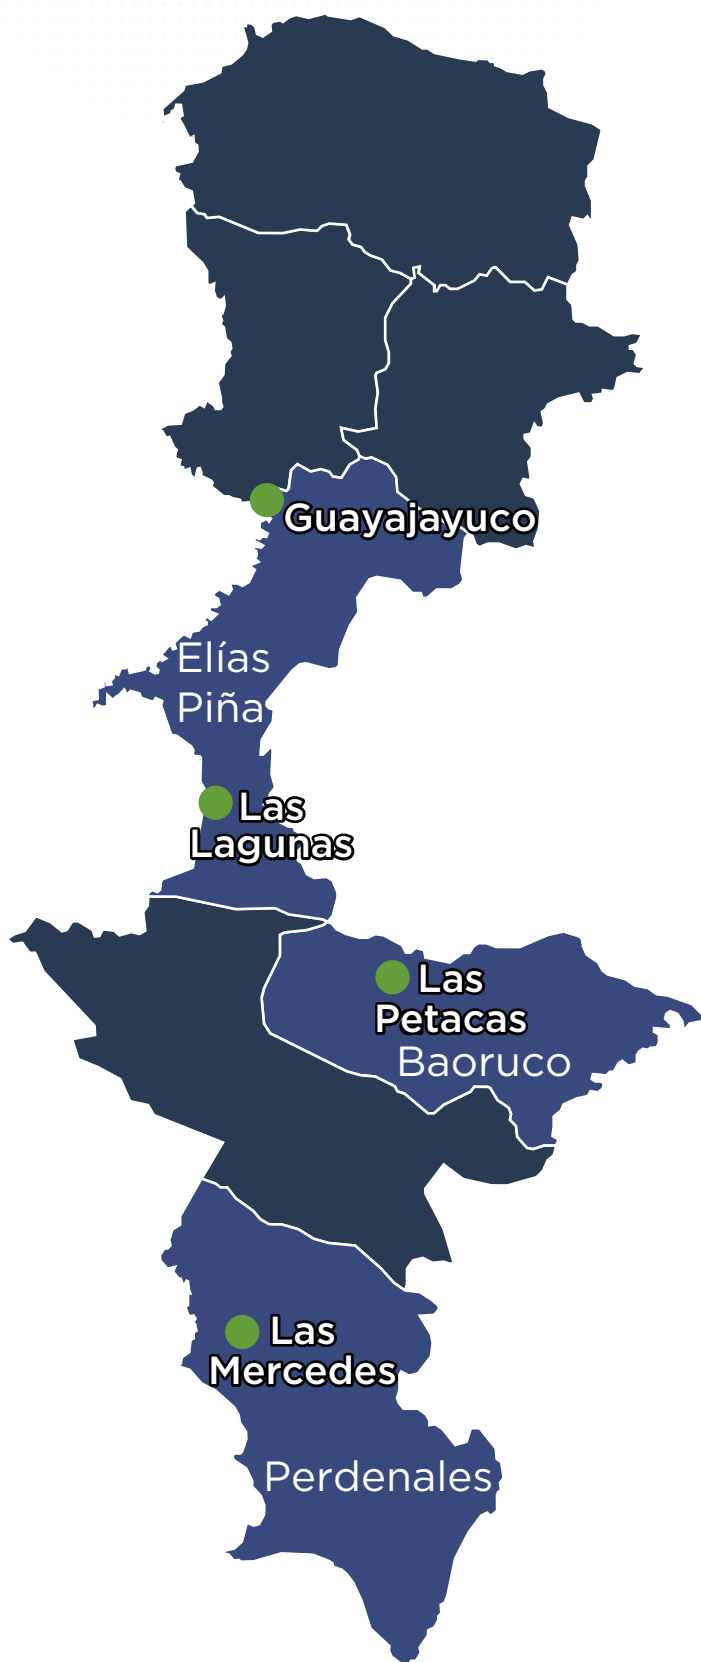 Guayajayuco
Elías
Piña
Las
Lagunas
Las
Petacas
Baoruco
Las
Mercedes
Perdenales